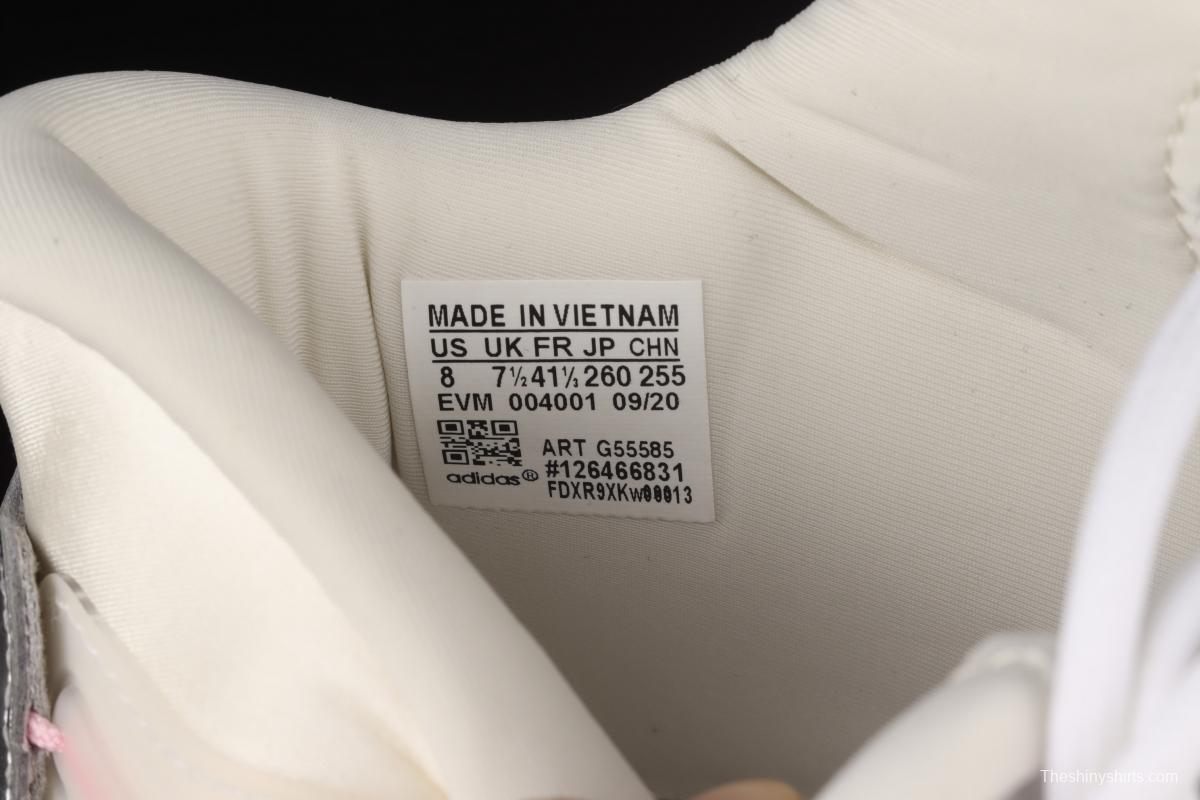 MADE IN VIETNAM
US UK FR JP CHN
8 7½ 41⅓ 260 255
EVM 004001 09/20
ART G55585
#126466831
adidas®
Theshinyshirts.com